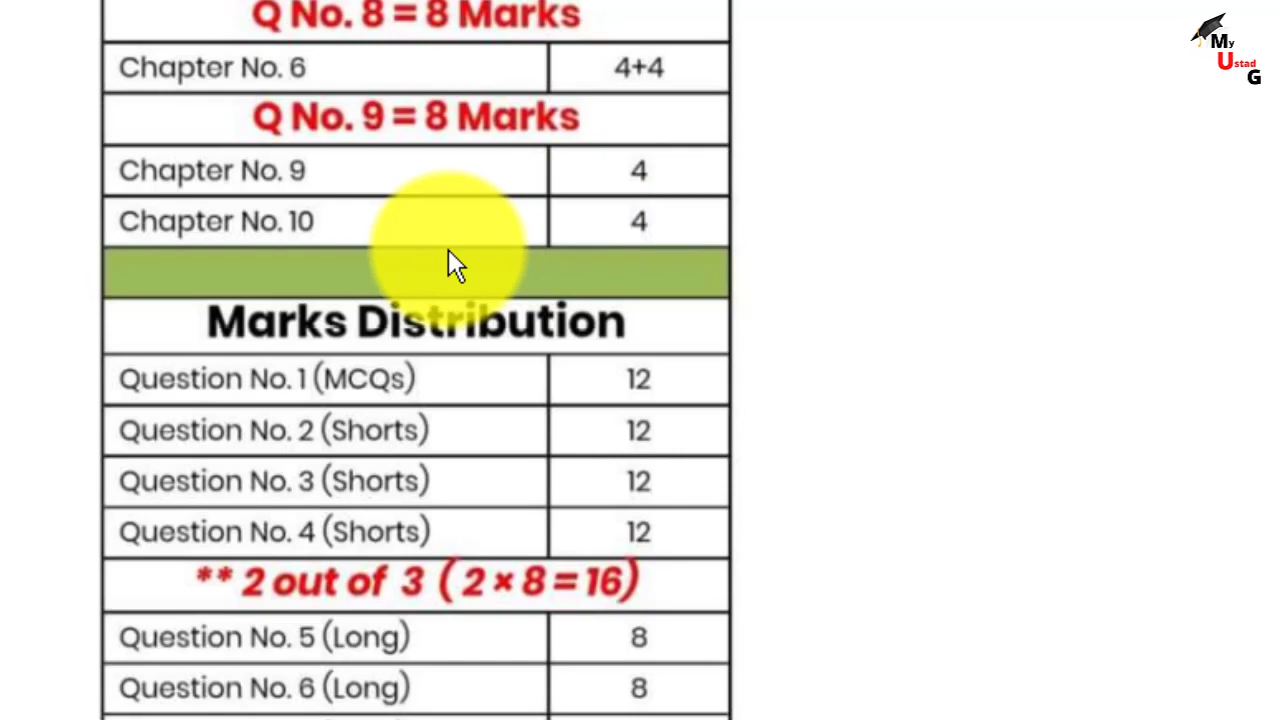 Q No. 8 = 8 Marks
Chapter No. 6 4+4
Q No. 9 = 8 Marks
Chapter No. 9 4
Chapter No. 10 4
Marks Distribution
Question No. 1 (MCQs) 12
Question No. 2 (Shorts) 12
Question No. 3 (Shorts) 12
Question No. 4 (Shorts) 12
** 2 out of 3 ( 2 × 8 = 16)
Question No. 5 (Long) 8
Question No. 6 (Long) 8
My
Ustad
G